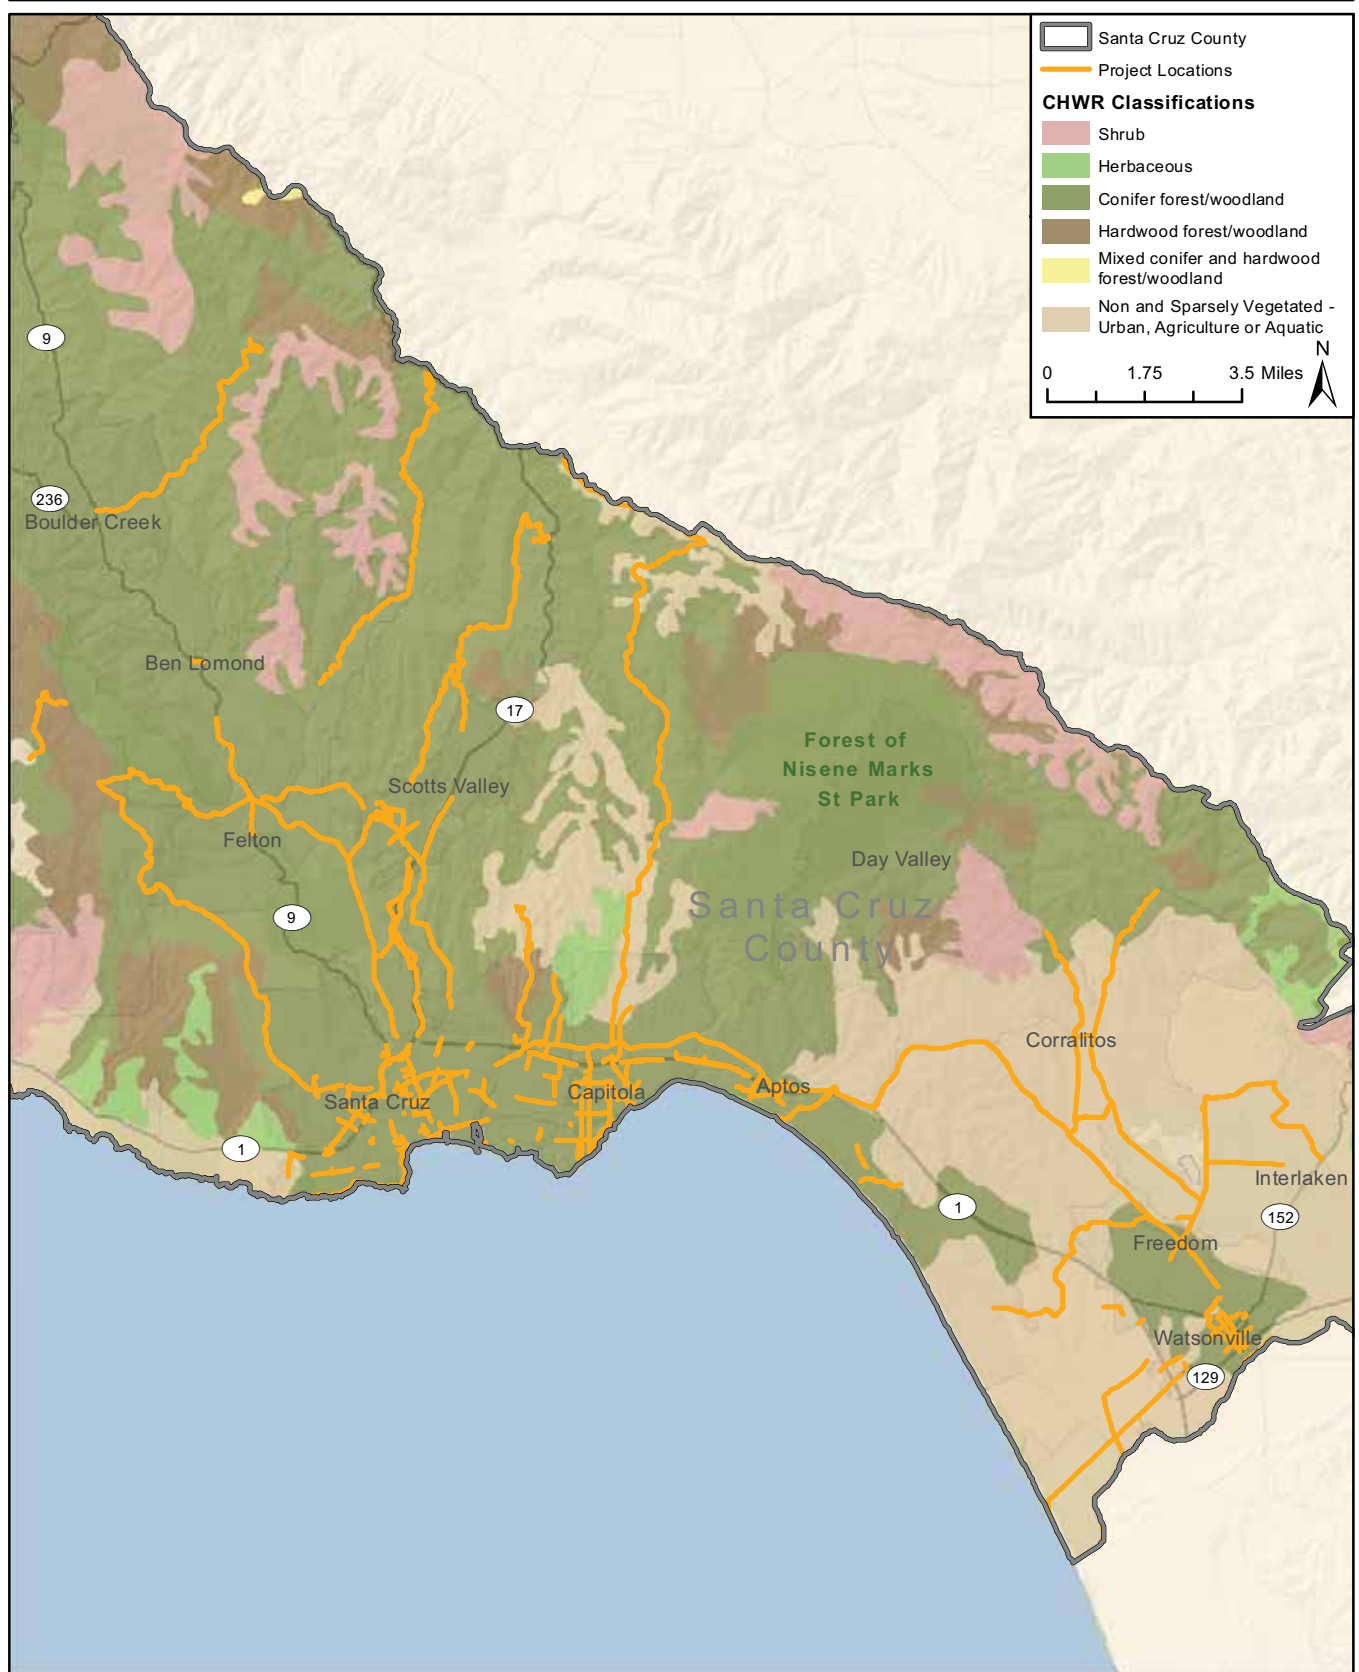 Santa Cruz County
Project Locations
CHWR Classifications
Shrub
Herbaceous
Conifer forest/woodland
Hardwood forest/woodland
Mixed conifer and hardwood
forest/woodland
Non and Sparsely Vegetated -
Urban, Agriculture or Aquatic
N
0 1.75 3.5 Miles
9
236
Boulder Creek
Ben Lomond
17
Forest of
Nisene Marks
St Park
Scotts Valley
Felton
Day Valley
Santa Cruz
County
9
Corralitos
Aptos
Capitola
Santa Cruz
1
Interlaken
1
152
Freedom
Watsonville
129